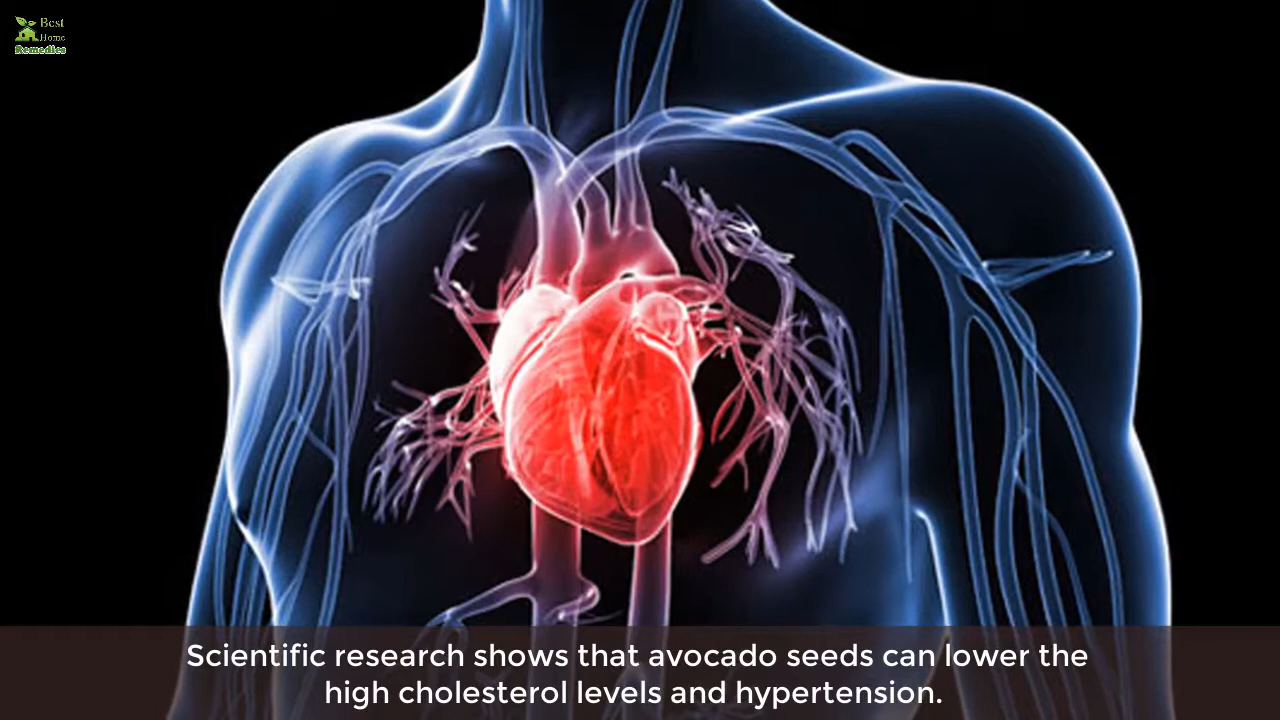 Best
Home
Remedies
Scientific research shows that avocado seeds can lower the
high cholesterol levels and hypertension.